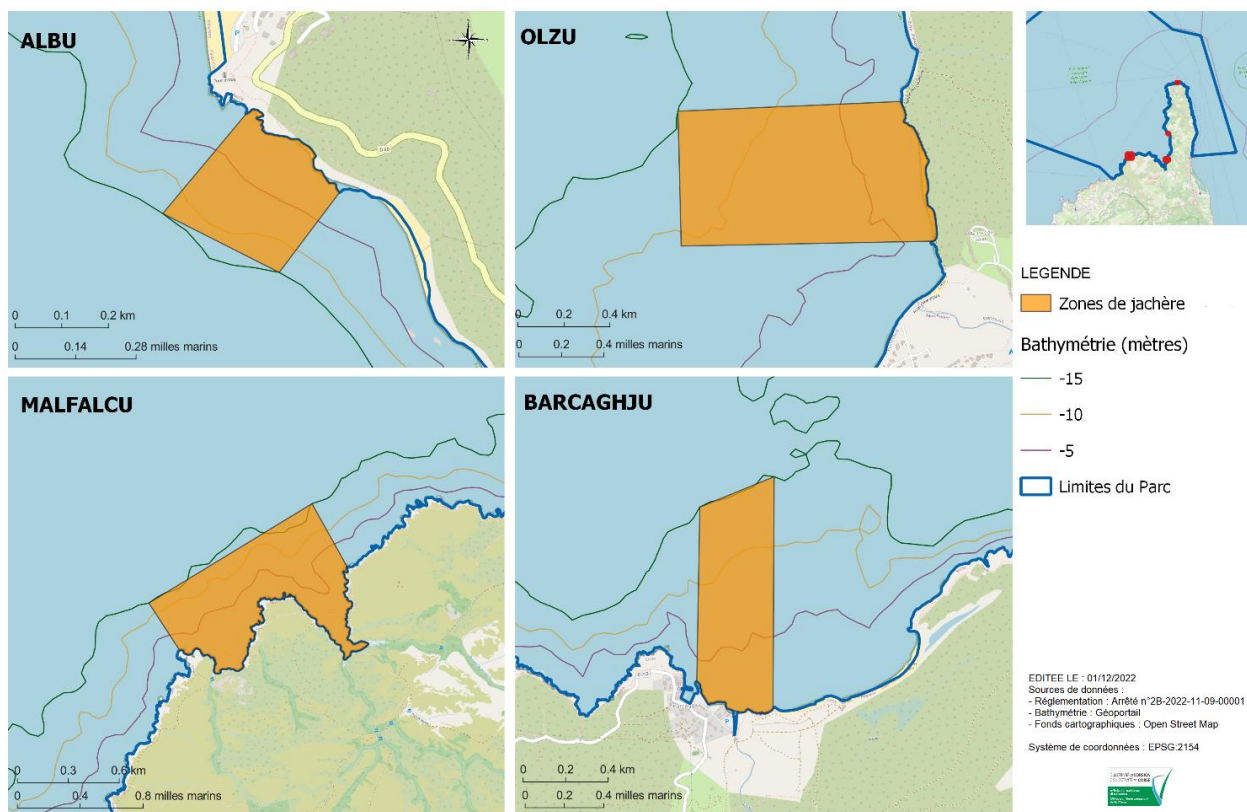 ALBU
0 0.1 0.2 km
0 0.14 0.28 milles marins
OLZU
0 0.2 0.4 km
0 0.2 0.4 milles marins
MALFALCU
0 0.3 0.6 km
0 0.4 0.8 milles marins
BARCAGHJU
0 0.2 0.4 km
0 0.2 0.4 milles marins
LEGENDE
Zones de jachère
Bathymétrie (mètres)
-15
-10
-5
Limites du Parc
EDITEE LE : 01/12/2022
Sources de données :
- Réglementation : Arrêté n°2B-2022-11-09-00001
- Bathymétrie : Géoportail
- Fonds cartographiques : Open Street Map
Système de coordonnées : EPSG:2154